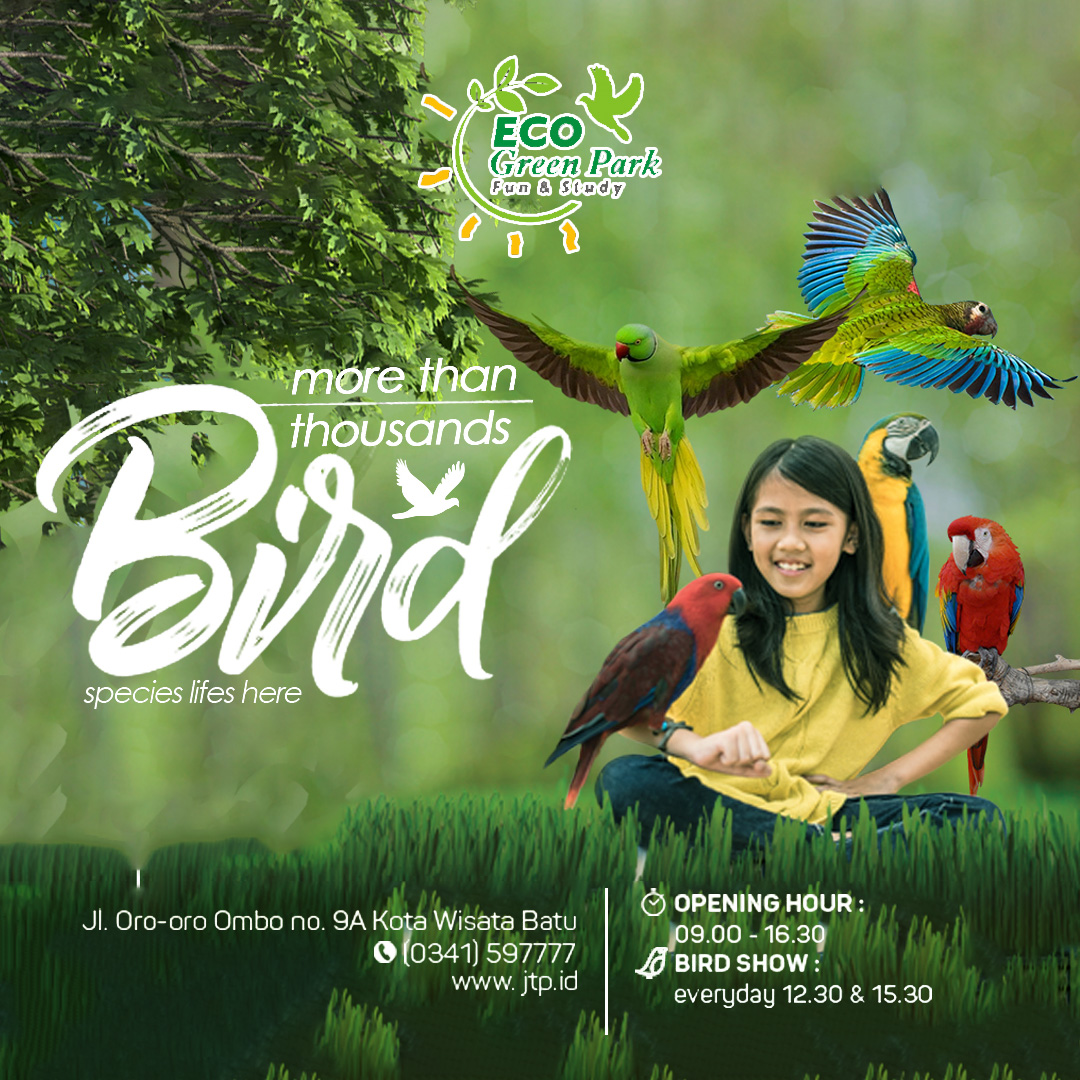 ECO
Green Park
Fun & Study
more than
thousands
Bird
species lifes here
Jl. Oro-oro Ombo no. 9A Kota Wisata Batu
(0341) 597777
www. jtp.id
OPENING HOUR :
09.00 - 16.30
BIRD SHOW :
everyday 12.30 & 15.30